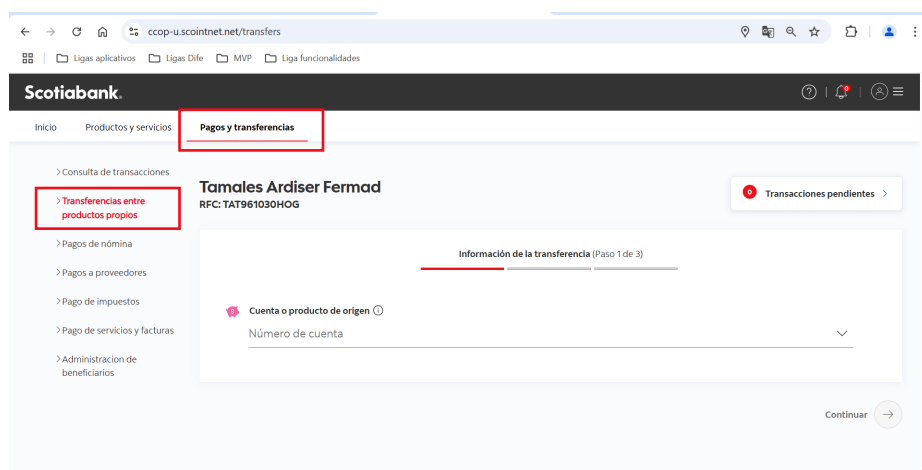 ccop-u.scointnet.net/transfers
Ligas aplicativos Ligas Dife MVP Liga funcionalidades
Scotiabank.
0
Inicio Productos y servicios Pagos y transferencias
Consulta de transacciones
Transferencias entre
productos propios
Pagos de nómina
Pagos a proveedores
Pago de impuestos
Pago de servicios y facturas
Administracion de
beneficiarios
Tamales Ardiser Fermad
RFC: TAT961030HOG
0 Transacciones pendientes
Información de la transferencia (Paso 1 de 3)
Cuenta o producto de origen
Número de cuenta
Continuar